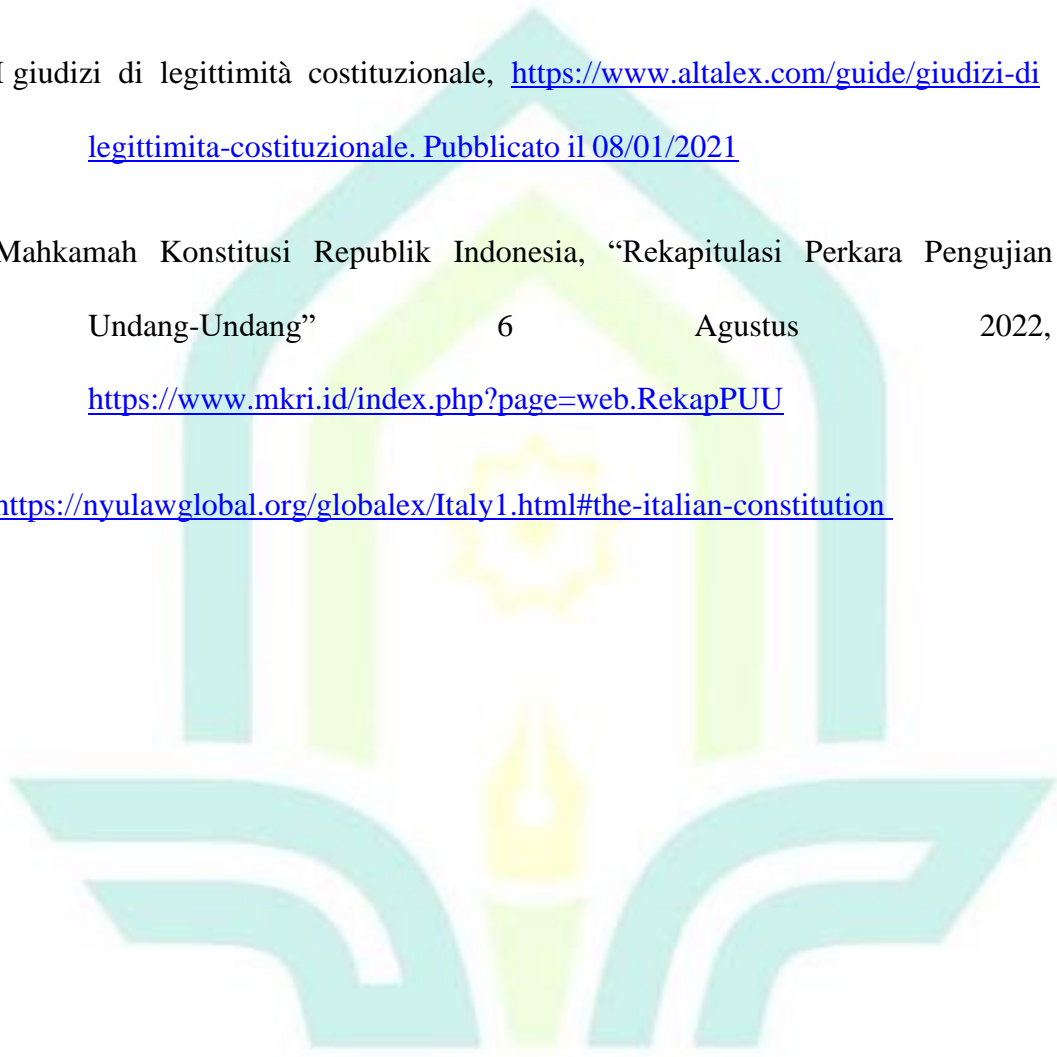 I giudizi di legittimità costituzionale, https://www.altalex.com/guide/giudizi-di
legittimita-costituzionale. Pubblicato il 08/01/2021
Mahkamah Konstitusi Republik Indonesia, “Rekapitulasi Perkara Pengujian
Undang-Undang” 6 Agustus 2022,
https://www.mkri.id/index.php?page=web.RekapPUU
https://nyulawglobal.org/globalex/Italy1.html#the-italian-constitution